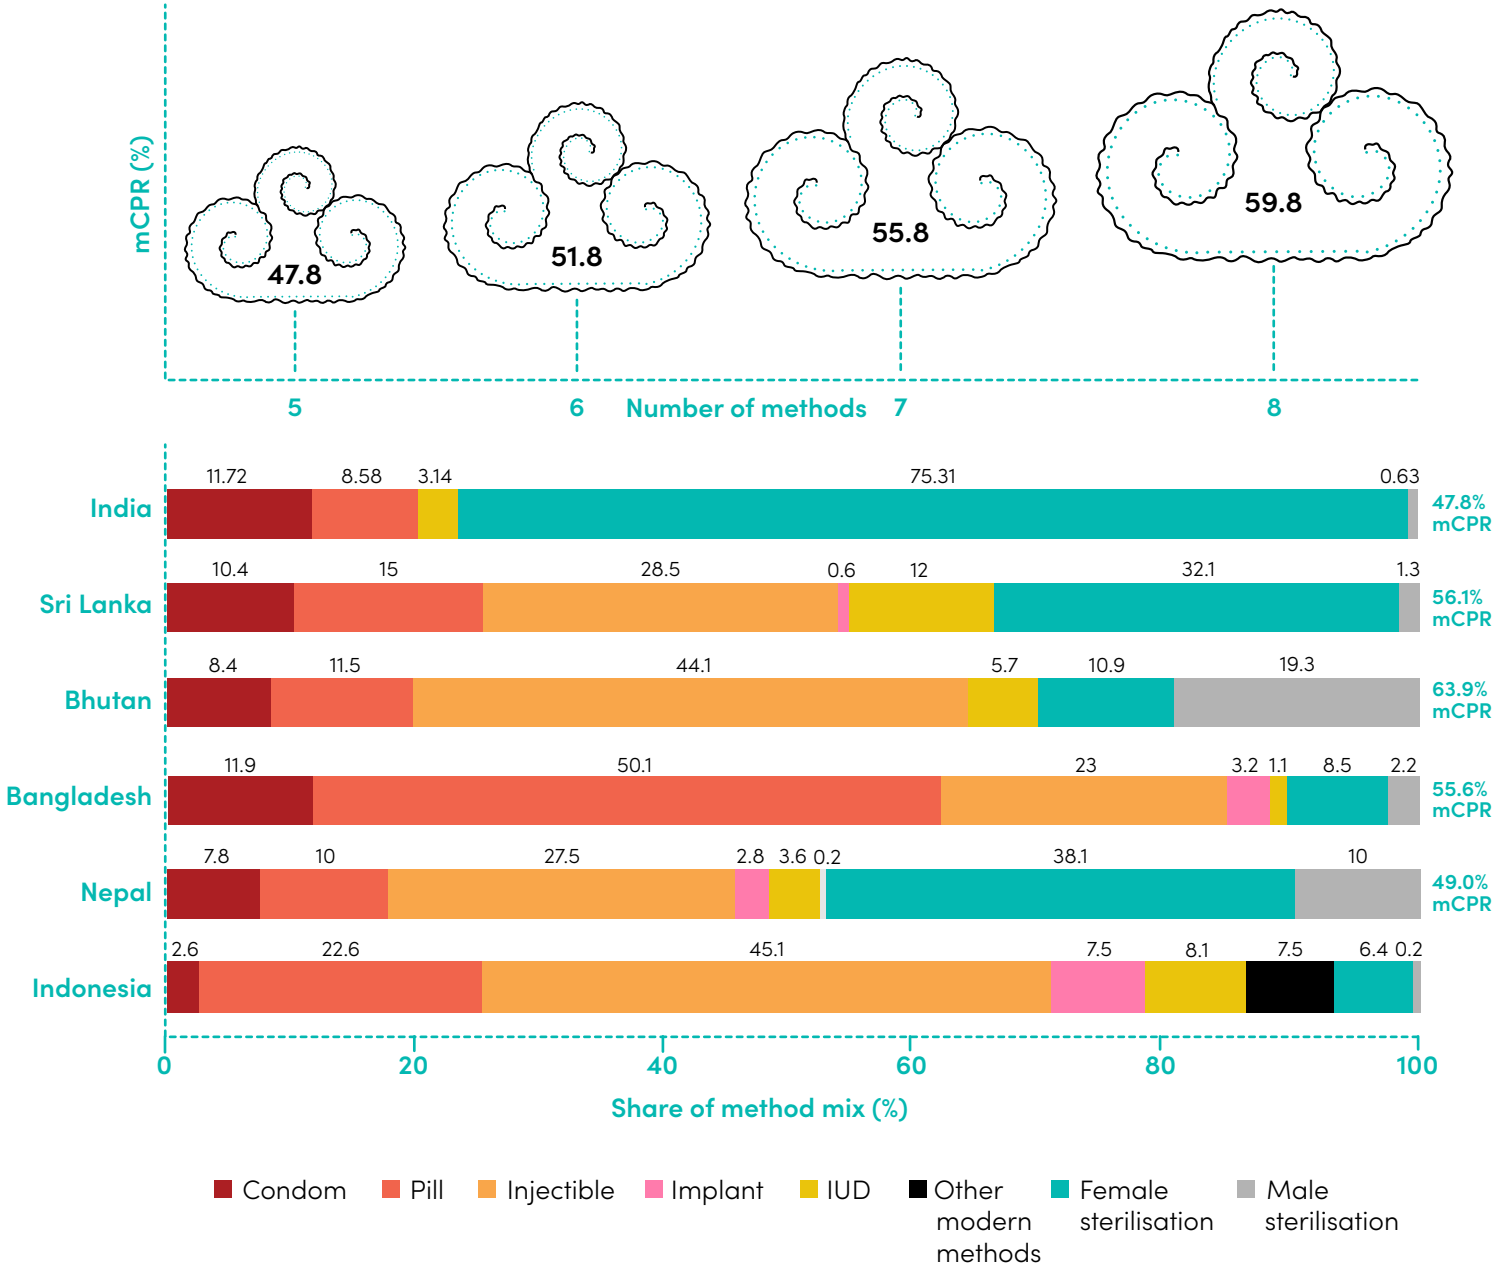 mCPR (%)
47.8
51.8
55.8
59.8
5
6
Number of methods
7
8
11.72 8.58 3.14 75.31 0.63
India
47.8%
mCPR
10.4 15 28.5 0.6 12 32.1 1.3
Sri Lanka
56.1%
mCPR
8.4 11.5 44.1 5.7 10.9 19.3
Bhutan
63.9%
mCPR
11.9 50.1 23 3.2 1.1 8.5 2.2
Bangladesh
55.6%
mCPR
7.8 10 27.5 2.8 3.6 0.2 38.1 10
Nepal
49.0%
mCPR
2.6 22.6 45.1 7.5 8.1 7.5 6.4 0.2
Indonesia
0 20 40 60 80 100
Share of method mix (%)
Condom
Pill
Injectible
Implant
IUD
Other
modern
methods
Female
sterilisation
Male
sterilisation